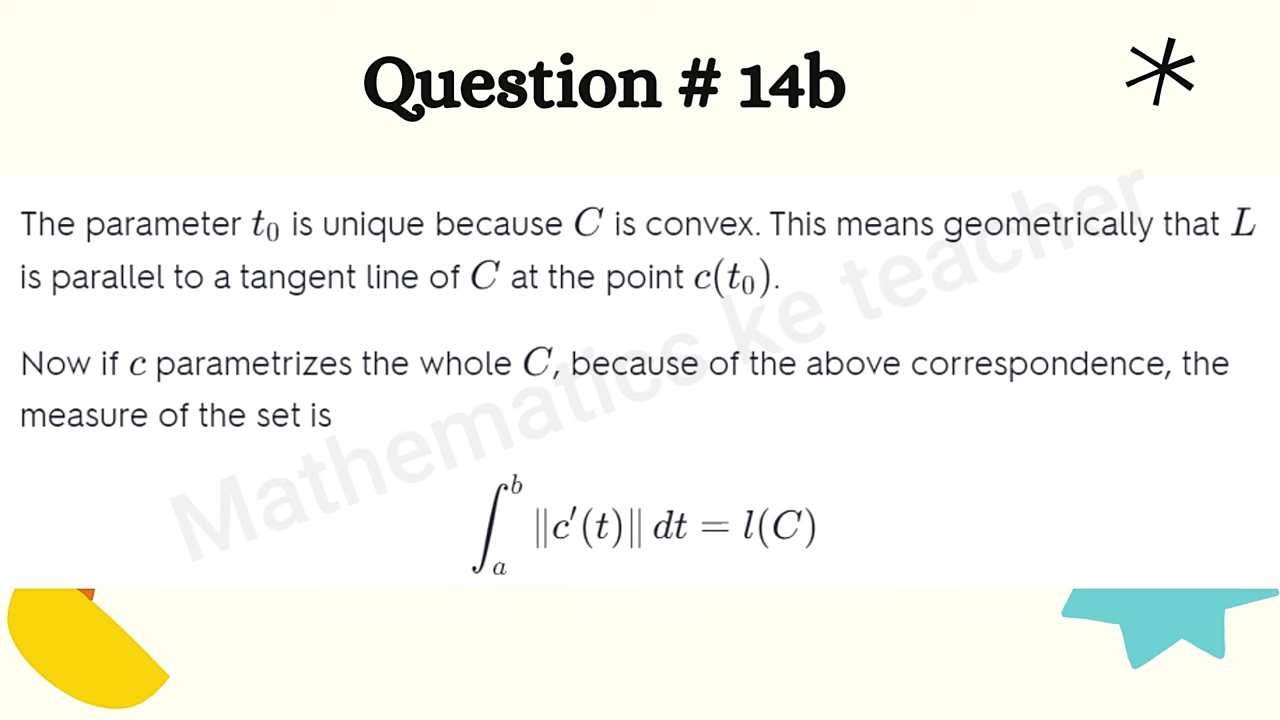 Question # 14b
The parameter t₀ is unique because C is convex. This means geometrically that L
is parallel to a tangent line of C at the point c(t₀).
Now if c parametrizes the whole C, because of the above correspondence, the
measure of the set is
∫ₐᵇ ||c′(t)|| dt = l(C)
Mathematics ke teacher